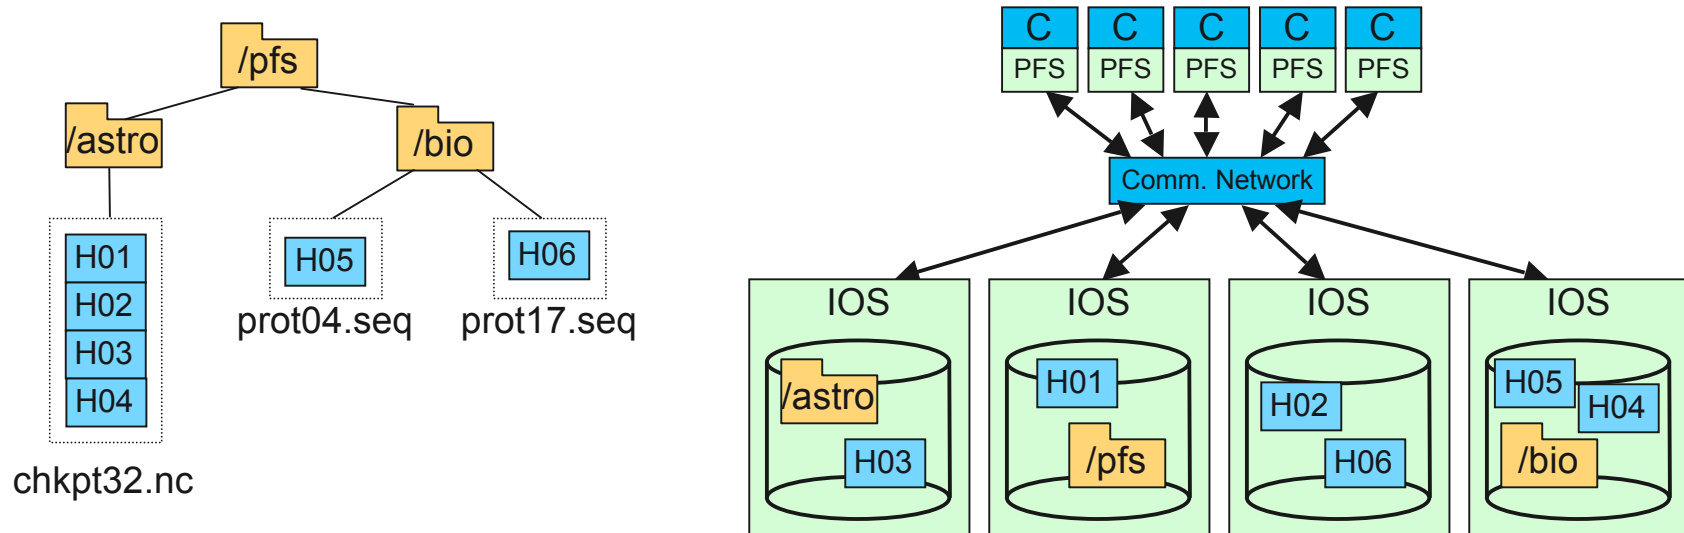 /pfs
/astro
/bio
H01
H02
H03
H04
chkpt32.nc
H05
prot04.seq
H06
prot17.seq
C C C C C
PFS PFS PFS PFS PFS
Comm. Network
IOS
/astro
H03
IOS
H01
/pfs
IOS
H02
H06
IOS
H05
H04
/bio